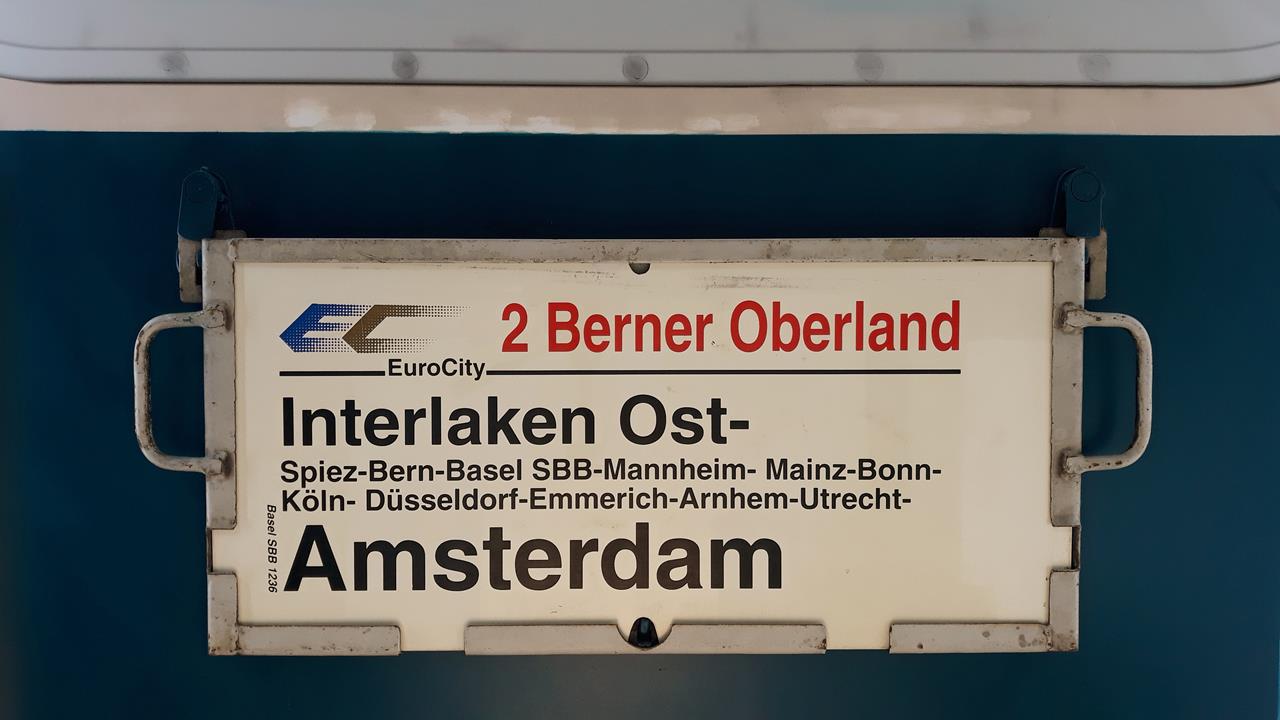 EC 2 Berner Oberland
EuroCity
Interlaken Ost-
Spiez-Bern-Basel SBB-Mannheim- Mainz-Bonn-
Köln- Düsseldorf-Emmerich-Arnhem-Utrecht-
Amsterdam
Basel SBB 1236